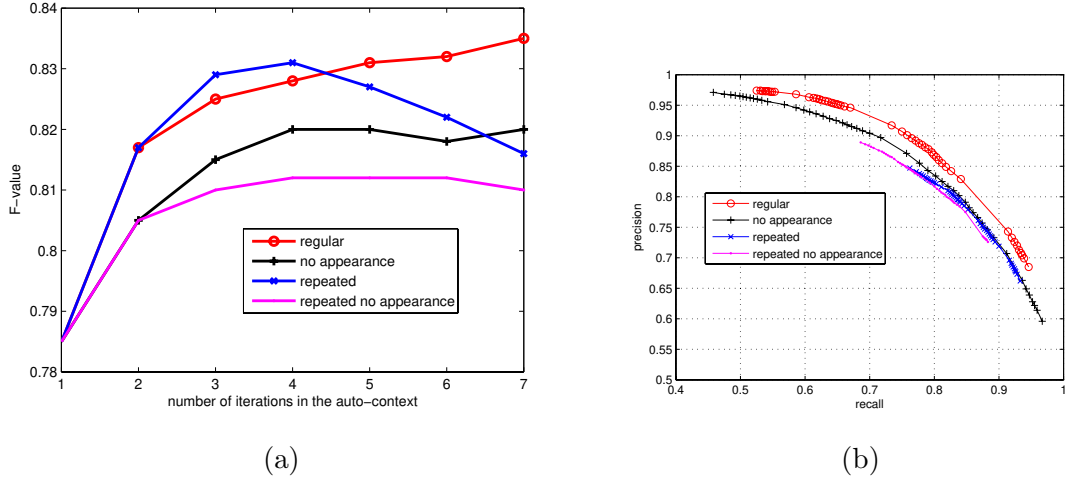 0.84
0.83
0.82
0.81
0.8
0.79
0.78
F-value
1 2 3 4 5 6 7
number of iterations in the auto-context
regular
no appearance
repeated
repeated no appearance
(a)
1
0.95
0.9
0.85
0.8
0.75
0.7
0.65
0.6
0.55
0.5
precision
0.4 0.5 0.6 0.7 0.8 0.9 1
recall
regular
no appearance
repeated
repeated no appearance
(b)